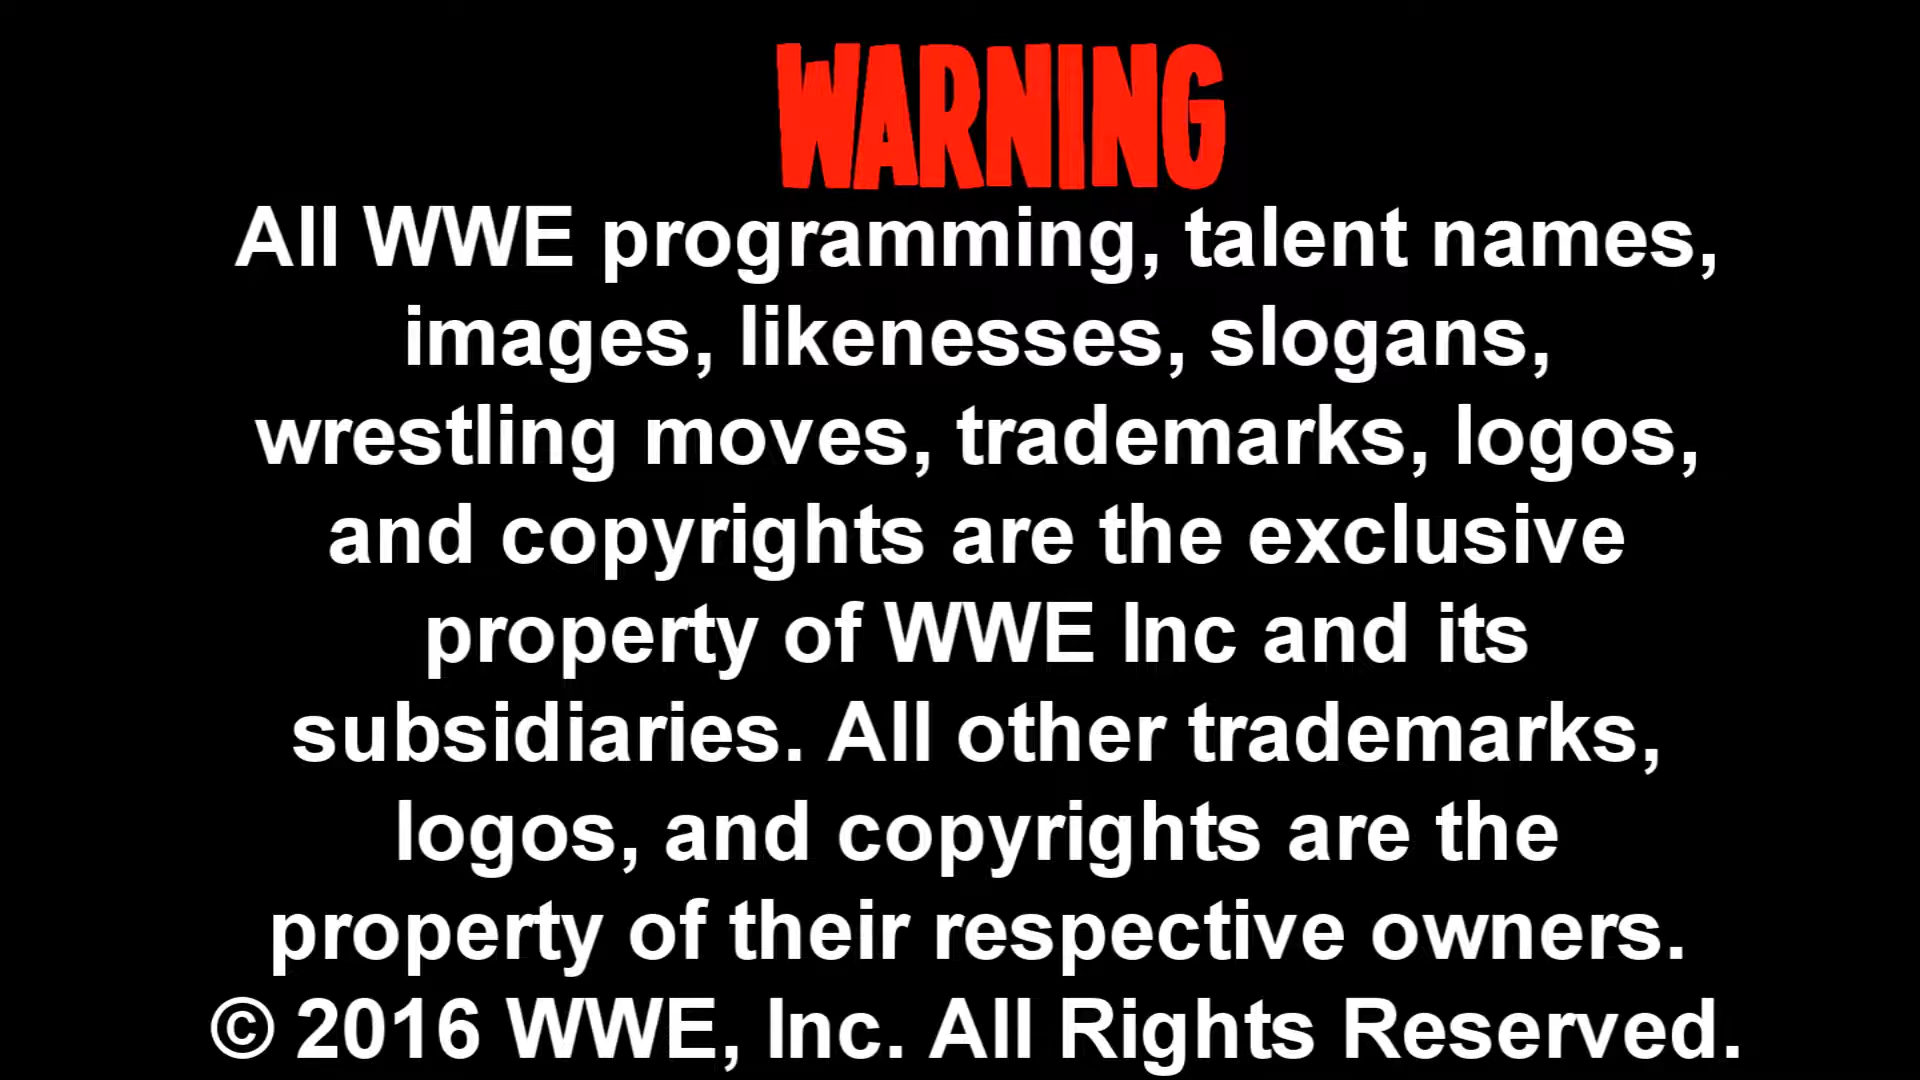 WARNING
All WWE programming, talent names,
images, likenesses, slogans,
wrestling moves, trademarks, logos,
and copyrights are the exclusive
property of WWE Inc and its
subsidiaries. All other trademarks,
logos, and copyrights are the
property of their respective owners.
© 2016 WWE, Inc. All Rights Reserved.